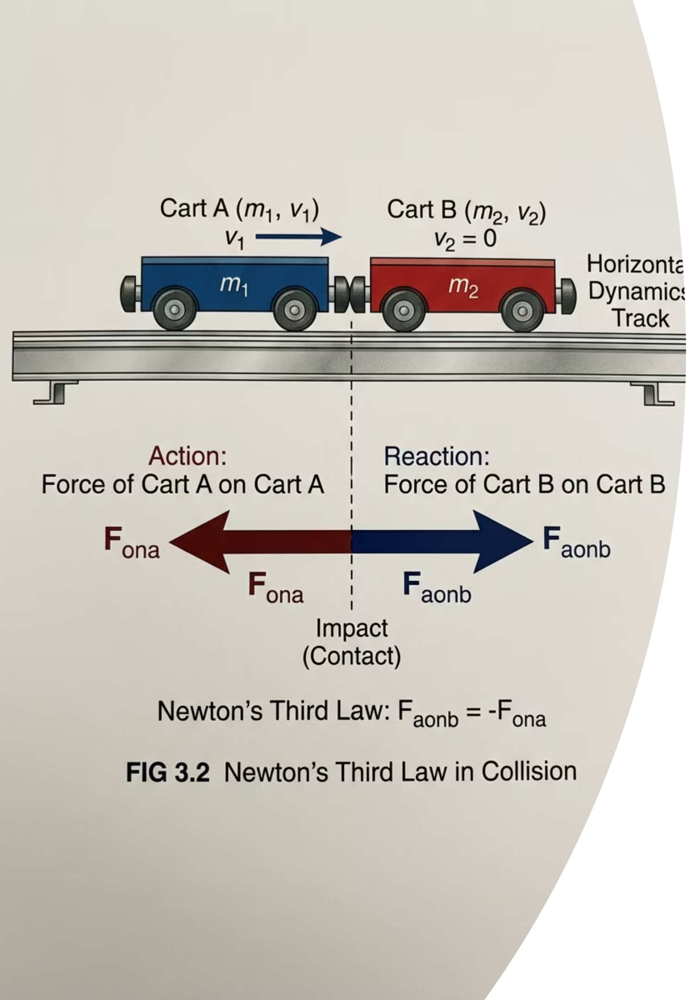 Cart A (m₁, v₁)
Cart B (m₂, v₂)
v₁
v₂ = 0
m₁
m₂
Horizonta
Dynamics
Track
Action:
Force of Cart A on Cart A
Reaction:
Force of Cart B on Cart B
Fona
Faonb
Fona
Faonb
Impact
(Contact)
Newton’s Third Law: Faonb = -Fona
FIG 3.2 Newton’s Third Law in Collision